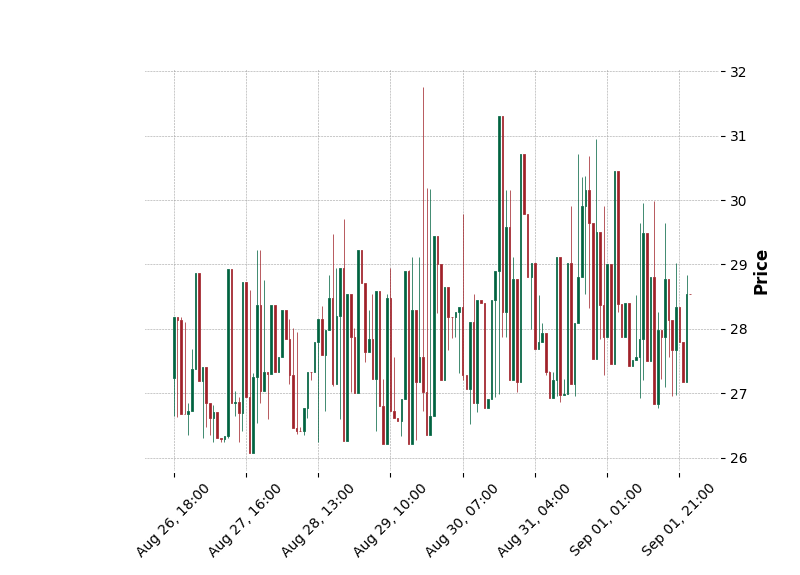 32
31
30
29
28
27
26
Price
Aug 26, 18:00
Aug 27, 16:00
Aug 28, 13:00
Aug 29, 10:00
Aug 30, 07:00
Aug 31, 04:00
Sep 01, 01:00
Sep 01, 21:00